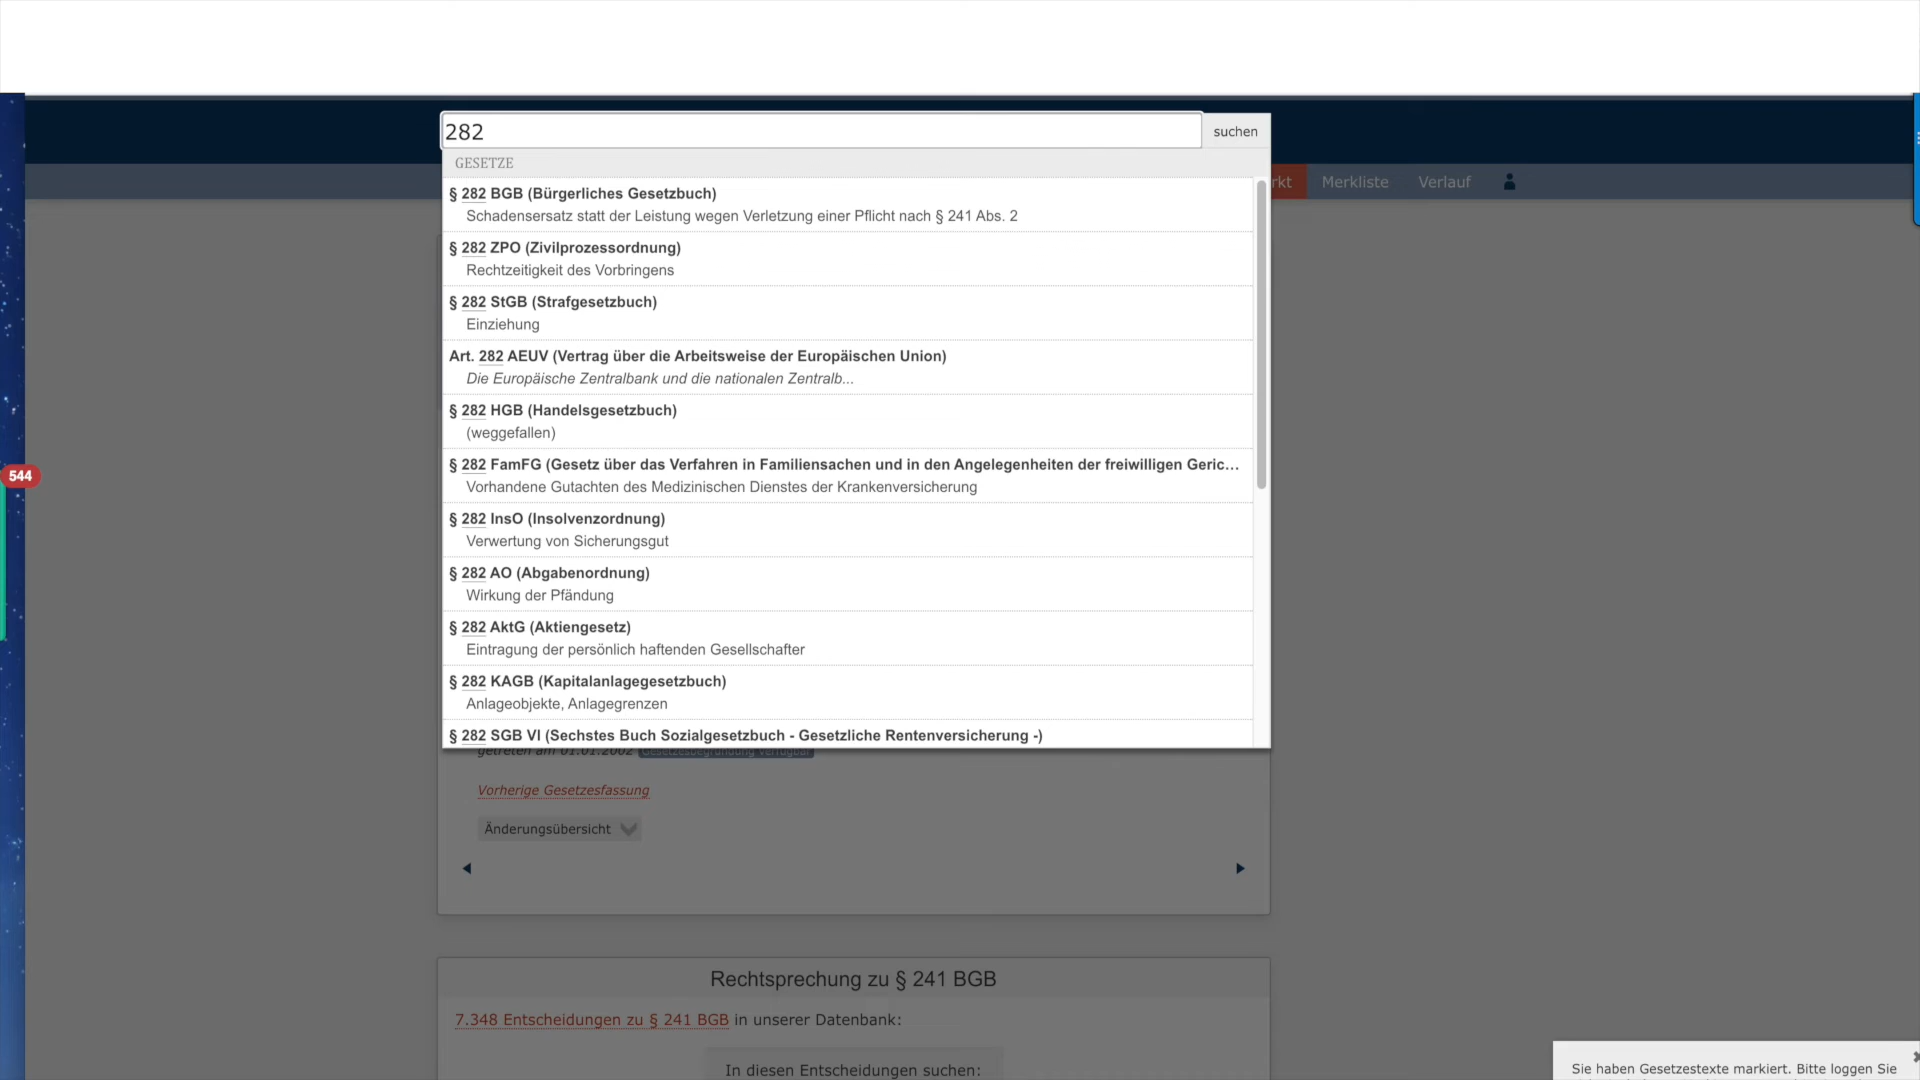 282
suchen
GESETZE
§ 282 BGB (Bürgerliches Gesetzbuch)
Schadensersatz statt der Leistung wegen Verletzung einer Pflicht nach § 241 Abs. 2
rkt
Merkliste
Verlauf
§ 282 ZPO (Zivilprozessordnung)
Rechtzeitigkeit des Vorbringens
§ 282 StGB (Strafgesetzbuch)
Einziehung
Art. 282 AEUV (Vertrag über die Arbeitsweise der Europäischen Union)
Die Europäische Zentralbank und die nationalen Zentralb...
§ 282 HGB (Handelsgesetzbuch)
(weggefallen)
§ 282 FamFG (Gesetz über das Verfahren in Familiensachen und in den Angelegenheiten der freiwilligen Geric...
544
Vorhandene Gutachten des Medizinischen Dienstes der Krankenversicherung
§ 282 InsO (Insolvenzordnung)
Verwertung von Sicherungsgut
§ 282 AO (Abgabenordnung)
Wirkung der Pfändung
§ 282 AktG (Aktiengesetz)
Eintragung der persönlich haftenden Gesellschafter
§ 282 KAGB (Kapitalanlagegesetzbuch)
Anlageobjekte, Anlagegrenzen
§ 282 SGB VI (Sechstes Buch Sozialgesetzbuch - Gesetzliche Rentenversicherung -)
getreten am 01.01.2002 Gesetzesbegründung verfügbar
Vorherige Gesetzesfassung
Änderungsübersicht
Rechtsprechung zu § 241 BGB
7.348 Entscheidungen zu § 241 BGB in unserer Datenbank:
In diesen Entscheidungen suchen:
Sie haben Gesetzestexte markiert. Bitte loggen Sie